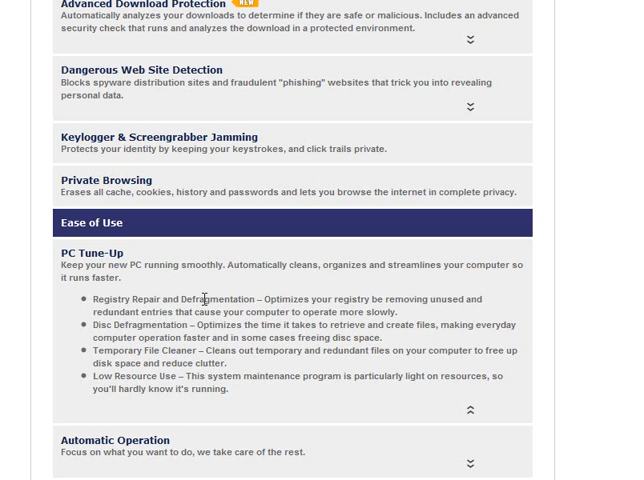 Advanced Download Protection NEW
Automatically analyzes your downloads to determine if they are safe or malicious. Includes an advanced
security check that runs and analyzes the download in a protected environment.
Dangerous Web Site Detection
Blocks spyware distribution sites and fraudulent "phishing" websites that trick you into revealing
personal data.
Keylogger & Screengrabber Jamming
Protects your identity by keeping your keystrokes, and click trails private.
Private Browsing
Erases all cache, cookies, history and passwords and lets you browse the internet in complete privacy.
Ease of Use
PC Tune-Up
Keep your new PC running smoothly. Automatically cleans, organizes and streamlines your computer so
it runs faster.
Registry Repair and Defragmentation – Optimizes your registry be removing unused and
redundant entries that cause your computer to operate more slowly.
Disc Defragmentation – Optimizes the time it takes to retrieve and create files, making everyday
computer operation faster and in some cases freeing disc space.
Temporary File Cleaner – Cleans out temporary and redundant files on your computer to free up
disk space and reduce clutter.
Low Resource Use – This system maintenance program is particularly light on resources, so
you'll hardly know it's running.
Automatic Operation
Focus on what you want to do, we take care of the rest.